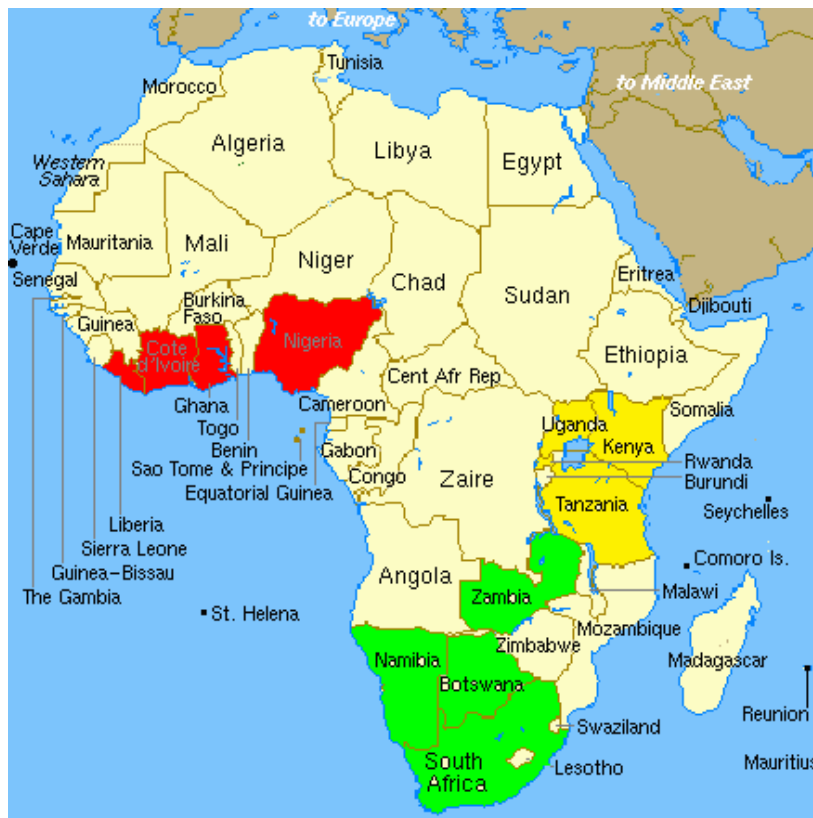 to Europe
to Middle East
Tunisia
Morocco
Algeria
Libya
Egypt
Western
Sahara
Cape
Verde
Mauritania
Mali
Niger
Chad
Sudan
Eritrea
Senegal
Djibouti
Burkina
Faso
Guinea
Nigeria
Cote
d'Ivoire
Ethiopia
Cent Afr Rep
Ghana
Cameroon
Somalia
Togo
Uganda
Benin
Kenya
Gabon
Sao Tome & Principe
Rwanda
Congo
Zaire
Burundi
Equatorial Guinea
Tanzania
Seychelles
Liberia
Sierra Leone
Comoro Is.
Guinea-Bissau
Angola
Malawi
The Gambia
Zambia
St. Helena
Mozambique
Zimbabwe
Namibia
Madagascar
Botswana
Reunion
Swaziland
South
Africa
Lesotho
Mauritius